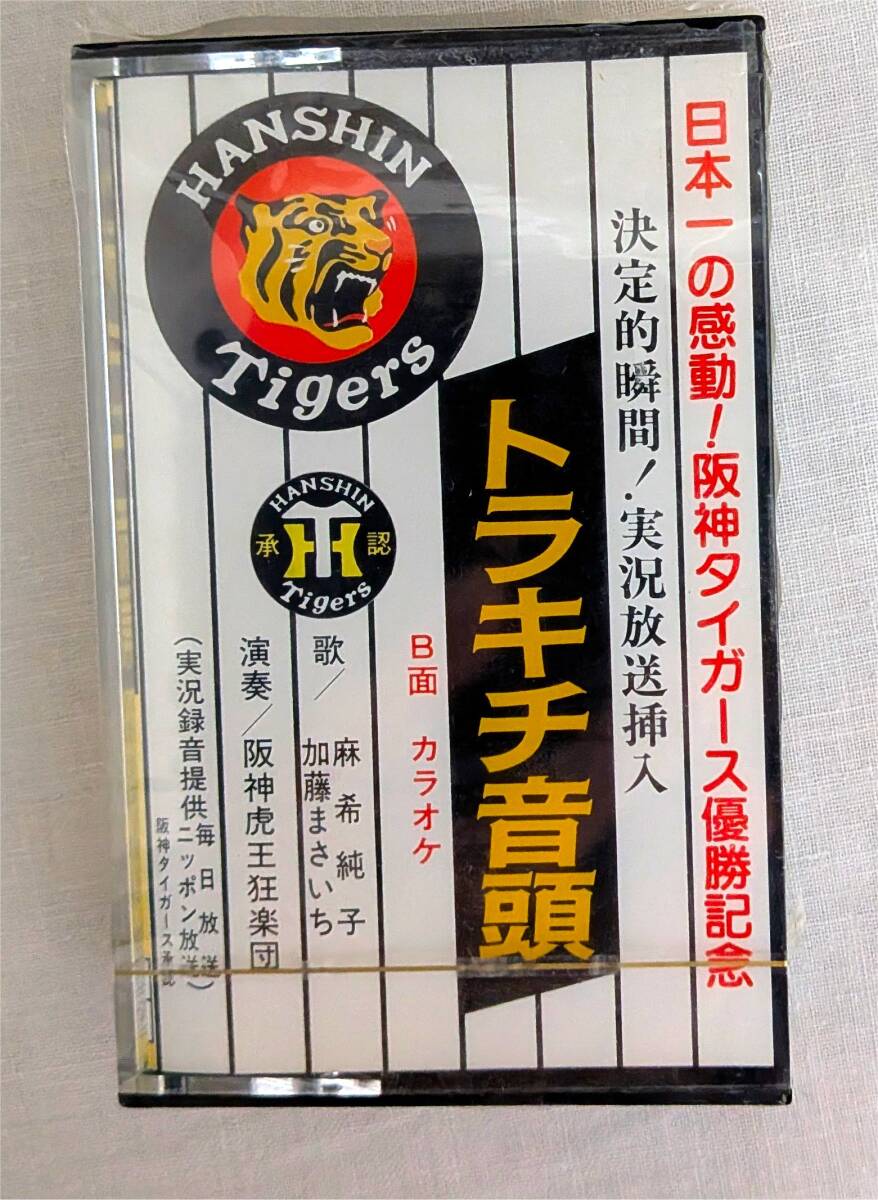 日本一の感動!阪神タイガース優勝記念
決定的瞬間!実況放送挿入
トラキチ音頭
B面 カラオケ
HANSHIN
Tigers
HANSHIN
承認
Tigers
歌/麻希純子
加藤まさいち
演奏/阪神虎王狂楽団
(実況録音提供 毎日放送
ニッポン放送)
阪神タイガース承認